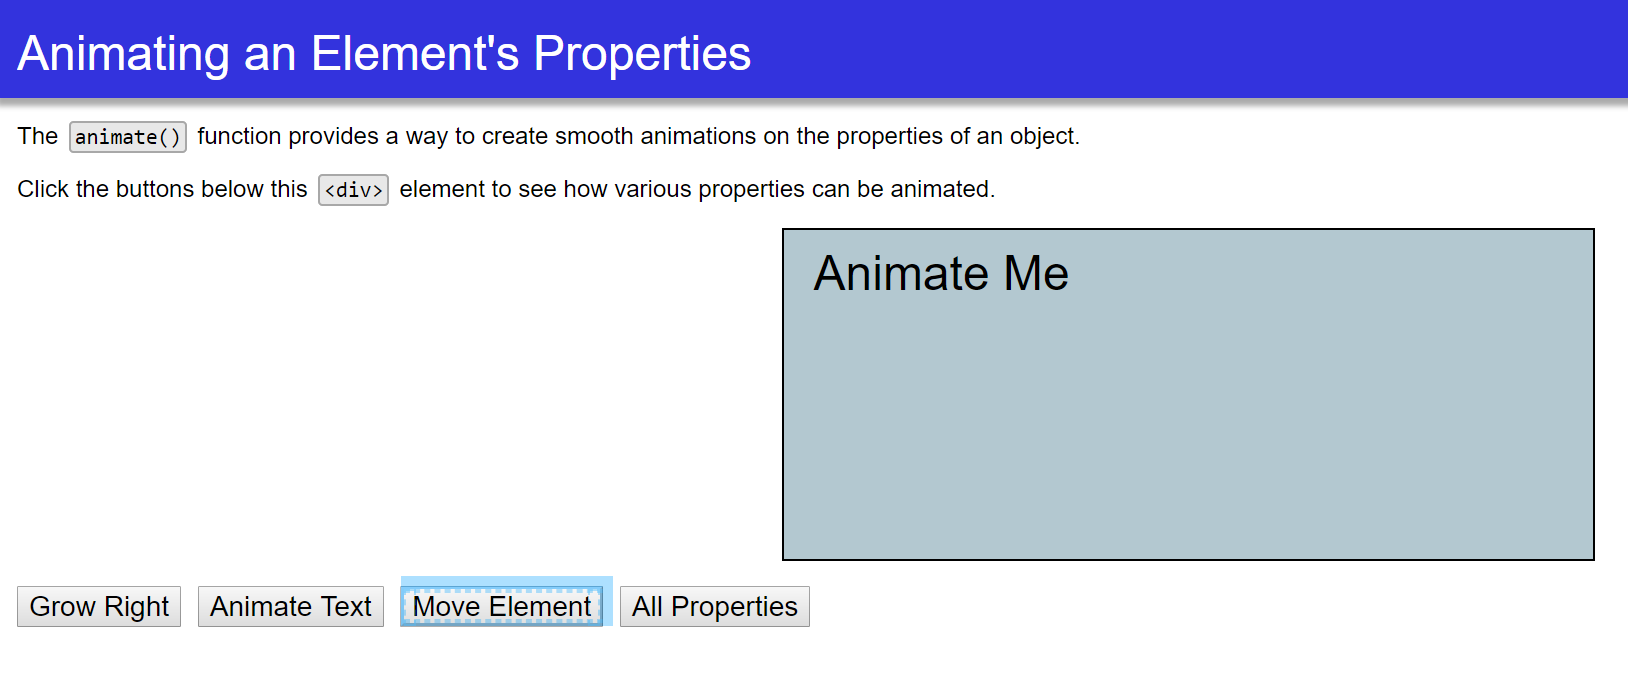 Animating an Element's Properties
The animate() function provides a way to create smooth animations on the properties of an object.
Click the buttons below this <div> element to see how various properties can be animated.
Animate Me
Grow Right Animate Text Move Element All Properties